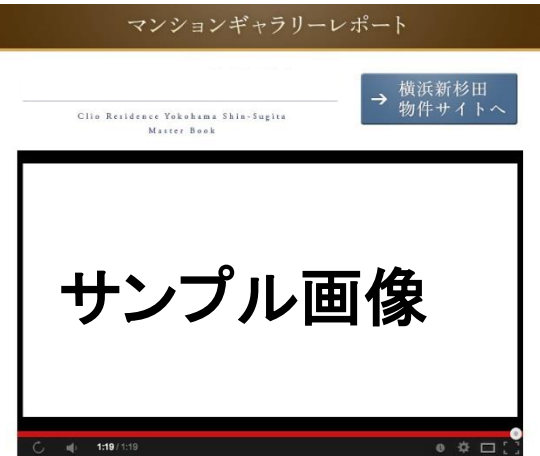 マンションギャラリーレポート
→ 横浜新杉田
物件サイトへ
Clio Residence Yokohama Shin-Sugita
Master Book
サンプル画像
1:19 / 1:19